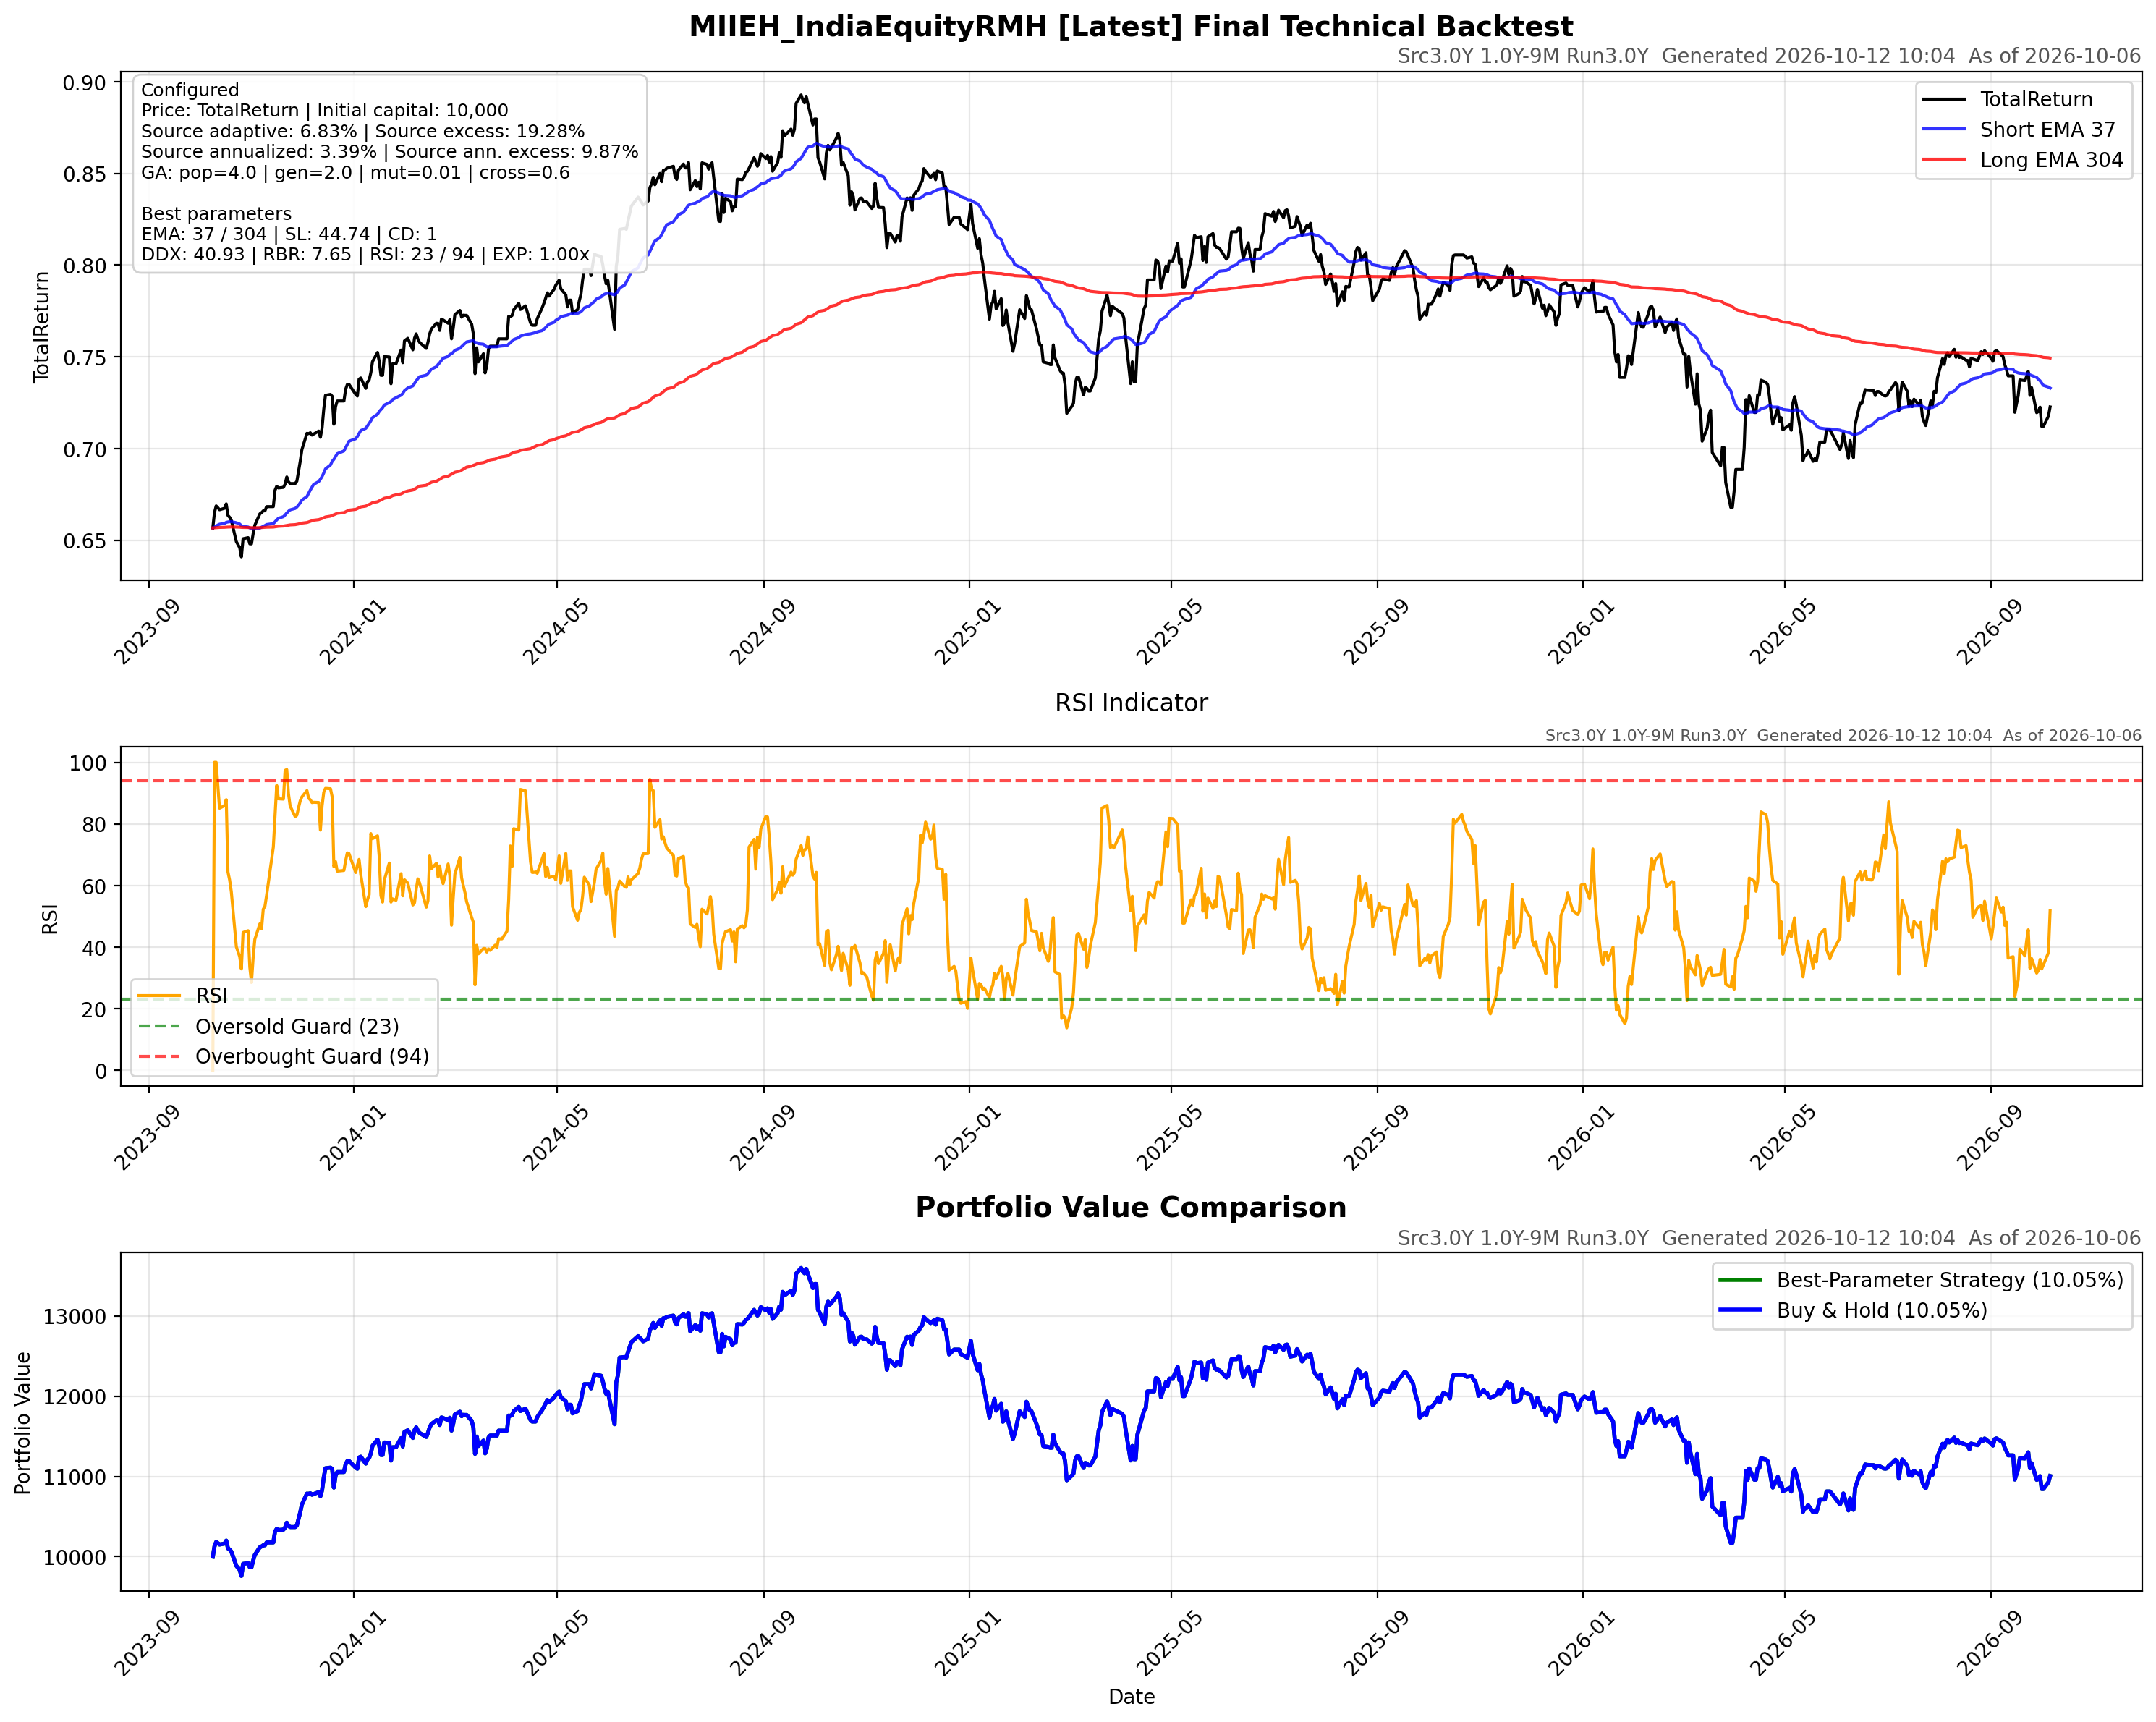 MIIEH_IndiaEquityRMH [Latest] Final Technical Backtest
Src3.0Y 1.0Y-9M Run3.0Y  Generated 2026-10-12 10:04  As of 2026-10-06
Configured
Price: TotalReturn | Initial capital: 10,000
Source adaptive: 6.83% | Source excess: 19.28%
Source annualized: 3.39% | Source ann. excess: 9.87%
GA: pop=4.0 | gen=2.0 | mut=0.01 | cross=0.6
Best parameters
EMA: 37 / 304 | SL: 44.74 | CD: 1
DDX: 40.93 | RBR: 7.65 | RSI: 23 / 94 | EXP: 1.00x
TotalReturn
Short EMA 37
Long EMA 304
TotalReturn
0.90
0.85
0.80
0.75
0.70
0.65
2023-09
2024-01
2024-05
2024-09
2025-01
2025-05
2025-09
2026-01
2026-05
2026-09
RSI Indicator
Src3.0Y 1.0Y-9M Run3.0Y  Generated 2026-10-12 10:04  As of 2026-10-06
RSI
100
80
60
40
20
0
RSI
Oversold Guard (23)
Overbought Guard (94)
2023-09
2024-01
2024-05
2024-09
2025-01
2025-05
2025-09
2026-01
2026-05
2026-09
Portfolio Value Comparison
Src3.0Y 1.0Y-9M Run3.0Y  Generated 2026-10-12 10:04  As of 2026-10-06
Best-Parameter Strategy (10.05%)
Buy & Hold (10.05%)
Portfolio Value
13000
12000
11000
10000
2023-09
2024-01
2024-05
2024-09
2025-01
2025-05
2025-09
2026-01
2026-05
2026-09
Date